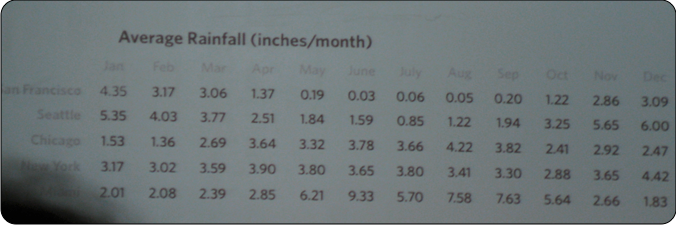 Average Rainfall (inches/month)
Jan Feb Mar Apr May June July Aug Sep Oct Nov Dec
an Francisco 4.35 3.17 3.06 1.37 0.19 0.03 0.06 0.05 0.20 1.22 2.86 3.09
Seattle 5.35 4.03 3.77 2.51 1.84 1.59 0.85 1.22 1.94 3.25 5.65 6.00
Chicago 1.53 1.36 2.69 3.64 3.32 3.78 3.66 4.22 3.82 2.41 2.92 2.47
New York 3.17 3.02 3.59 3.90 3.80 3.65 3.80 3.41 3.30 2.88 3.65 4.42
2.01 2.08 2.39 2.85 6.21 9.33 5.70 7.58 7.63 5.64 2.66 1.83